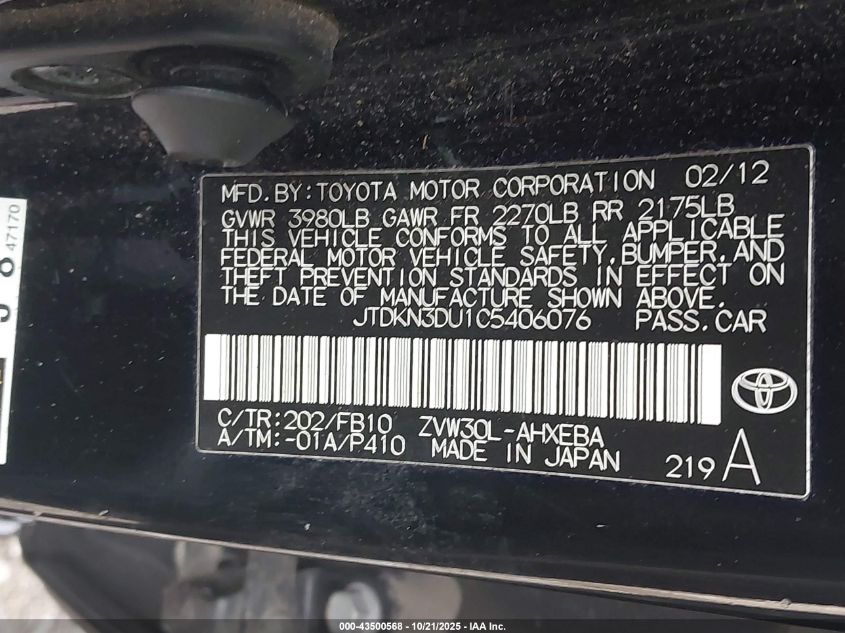 MFD.BY:TOYOTA MOTOR CORPORATION 02/12
GVWR 3980LB GAWR FR 2270LB RR 2175LB
THIS VEHICLE CONFORMS TO ALL APPLICABLE
FEDERAL MOTOR VEHICLE SAFETY,BUMPER,AND
THEFT PREVENTION STANDARDS IN EFFECT ON
THE DATE OF MANUFACTURE SHOWN ABOVE.
JTDKN3DU1C5406076 PASS.CAR
C/TR:202/FB10 ZVW30L-AHXEBA
A/TM:-01A/P410 MADE IN JAPAN 219A
47170
000-43500568 - 10/21/2025 - IAA Inc.